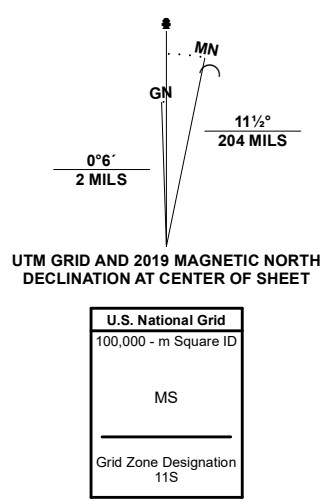 MN
GN
11½°
204 MILS
0°6´
2 MILS
UTM GRID AND 2019 MAGNETIC NORTH
DECLINATION AT CENTER OF SHEET
U.S. National Grid
100,000 - m Square ID
MS
Grid Zone Designation
11S